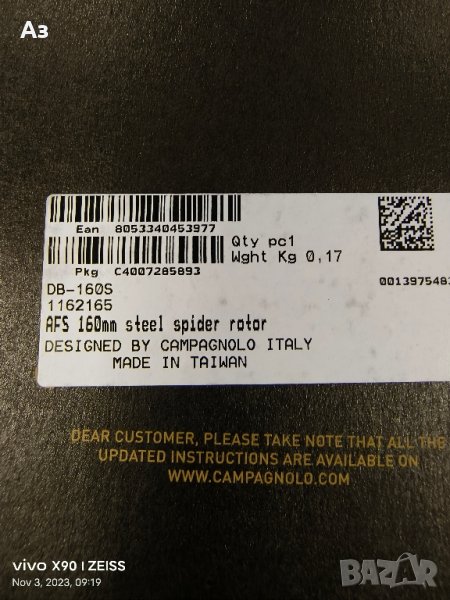 Аз
Ean 8053340453977
Qty pc1
Wght Kg 0,17
Pkg C4007285893
DB-160S
1162165
AFS 160mm steel spider rotor
DESIGNED BY CAMPAGNOLO ITALY
MADE IN TAIWAN
DEAR CUSTOMER, PLEASE TAKE NOTE THAT ALL THE
UPDATED INSTRUCTIONS ARE AVAILABLE ON
WWW.CAMPAGNOLO.COM
vivo X90 | ZEISS
Nov 3, 2023, 09:19
BAZAR